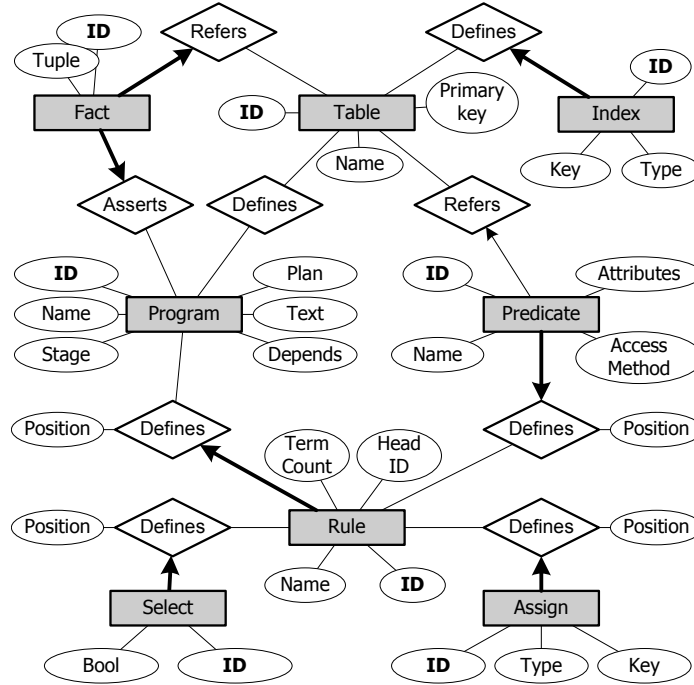 ID
Refers
Defines
Tuple
ID
Fact
ID
Table
Primary
key
Index
Name
Key
Type
Asserts
Defines
Refers
ID
Plan
ID
Attributes
Name
Program
Text
Predicate
Stage
Depends
Name
Access
Method
Position
Defines
Term
Count
Head
ID
Defines
Position
Position
Defines
Rule
Defines
Position
Name
ID
Select
Assign
Bool
ID
ID
Type
Key